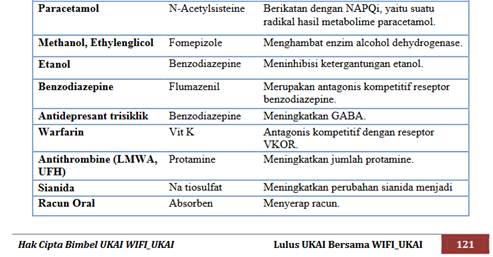 Paracetamol N-Acetylsisteine Berikatan dengan NAPQi, yaitu suatu
radikal hasil metabolime paracetamol.
Methanol, Ethylenglicol Fomepizole Menghambat enzim alcohol dehydrogenase.
Etanol Benzodiazepine Meninhibisi ketergantungan etanol.
Benzodiazepine Flumazenil Merupakan antagonis kompetitif reseptor
benzodiazepine.
Antidepresant trisiklik Benzodiazepine Meningkatkan GABA.
Warfarin Vit K Antagonis kompetitif dengan reseptor
VKOR.
Antithrombine (LMWA, Protamine Meningkatkan jumlah protamine.
UFH)
Sianida Na tiosulfat Meningkatkan perubahan sianida menjadi
Racun Oral Absorben Menyerap racun.
Hak Cipta Bimbel UKAI WIFI_UKAI Lulus UKAI Bersama WIFI_UKAI 121